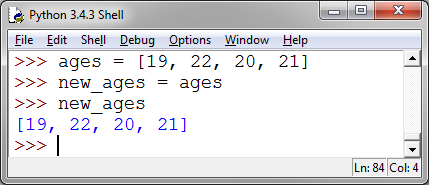 Python 3.4.3 Shell
File Edit Shell Debug Options Window Help
>>> ages = [19, 22, 20, 21]
>>> new_ages = ages
>>> new_ages
[19, 22, 20, 21]
>>>
Ln: 84 Col: 4